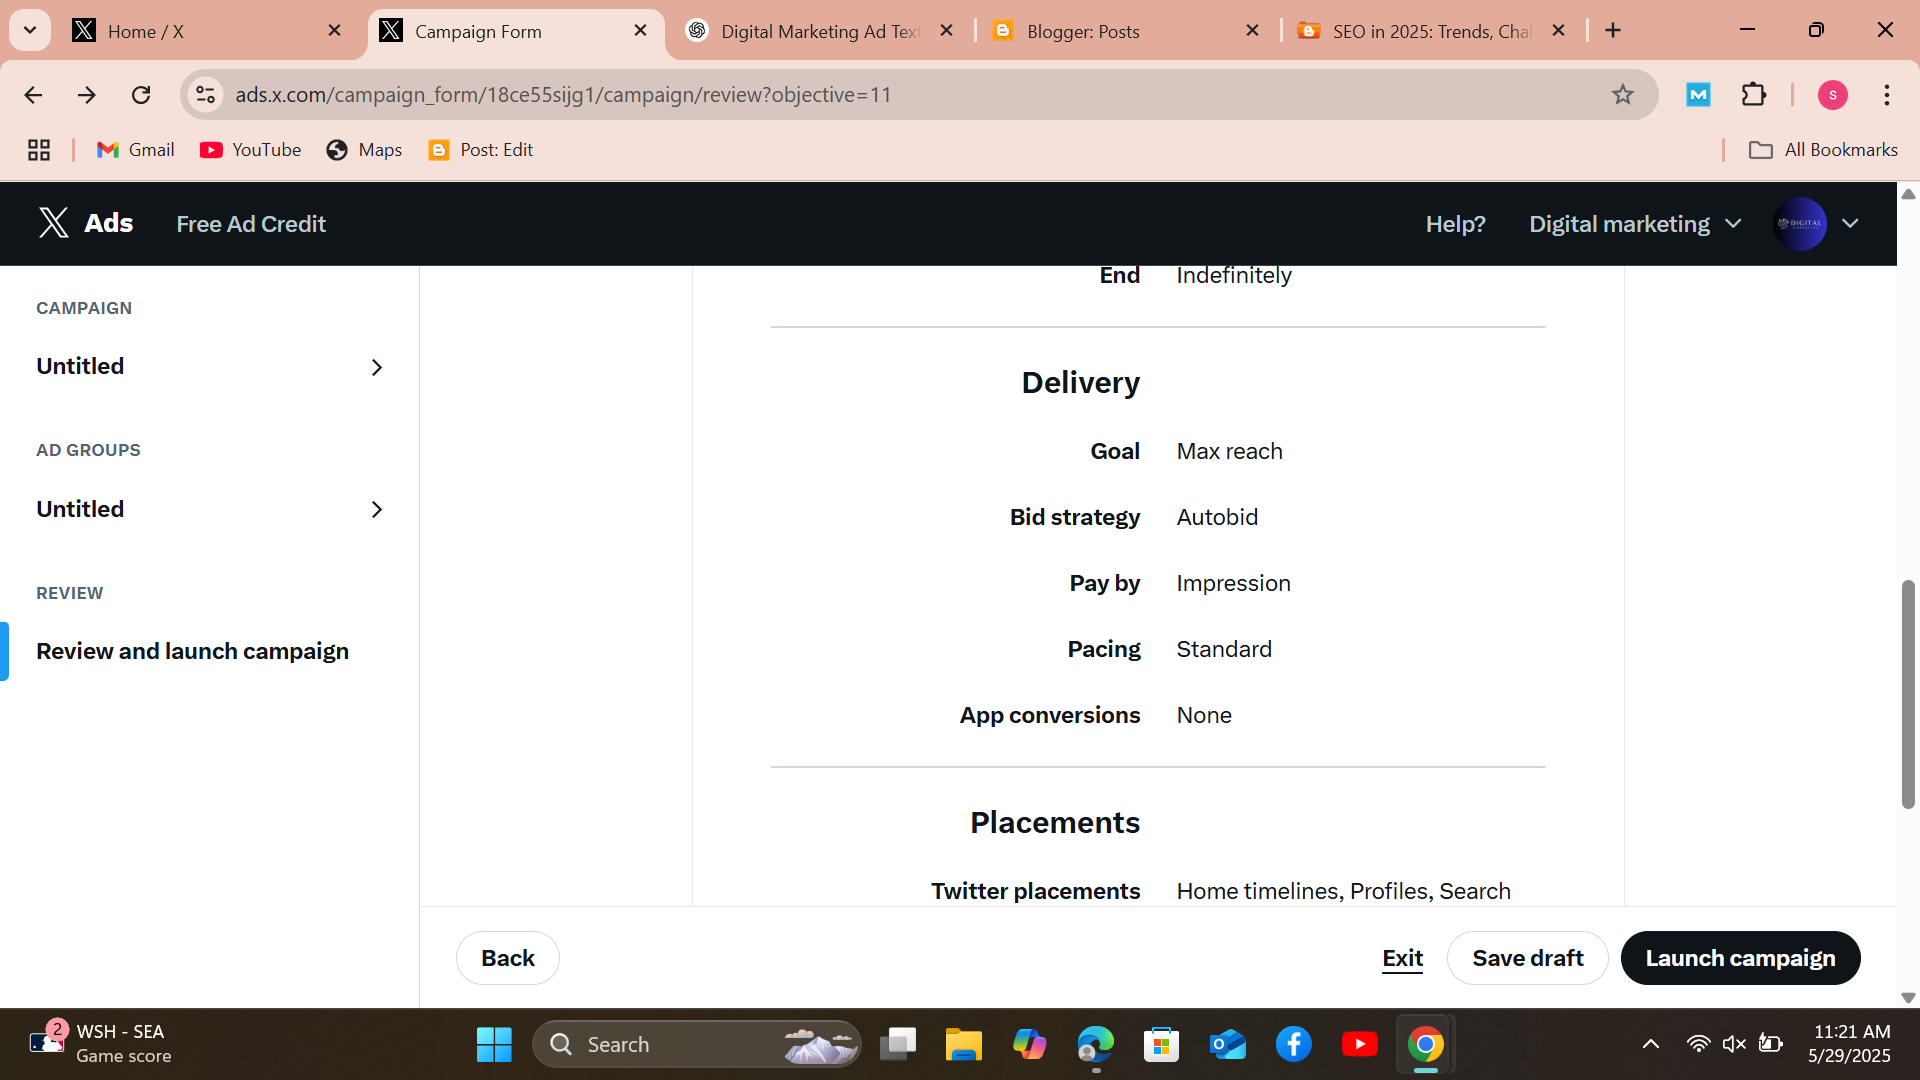 Home / X
Campaign Form
Digital Marketing Ad Text
Blogger: Posts
SEO in 2025: Trends, Chal
ads.x.com/campaign_form/18ce55sijg1/campaign/review?objective=11
S
Gmail
YouTube
Maps
Post: Edit
All Bookmarks
Ads
Free Ad Credit
Help?
Digital marketing
DIGITAL
CAMPAIGN
Untitled
AD GROUPS
Untitled
REVIEW
Review and launch campaign
End Indefinitely
Delivery
Goal Max reach
Bid strategy Autobid
Pay by Impression
Pacing Standard
App conversions None
Placements
Twitter placements Home timelines, Profiles, Search
Back
Exit
Save draft
Launch campaign
2
WSH - SEA
Game score
Search
11:21 AM
5/29/2025